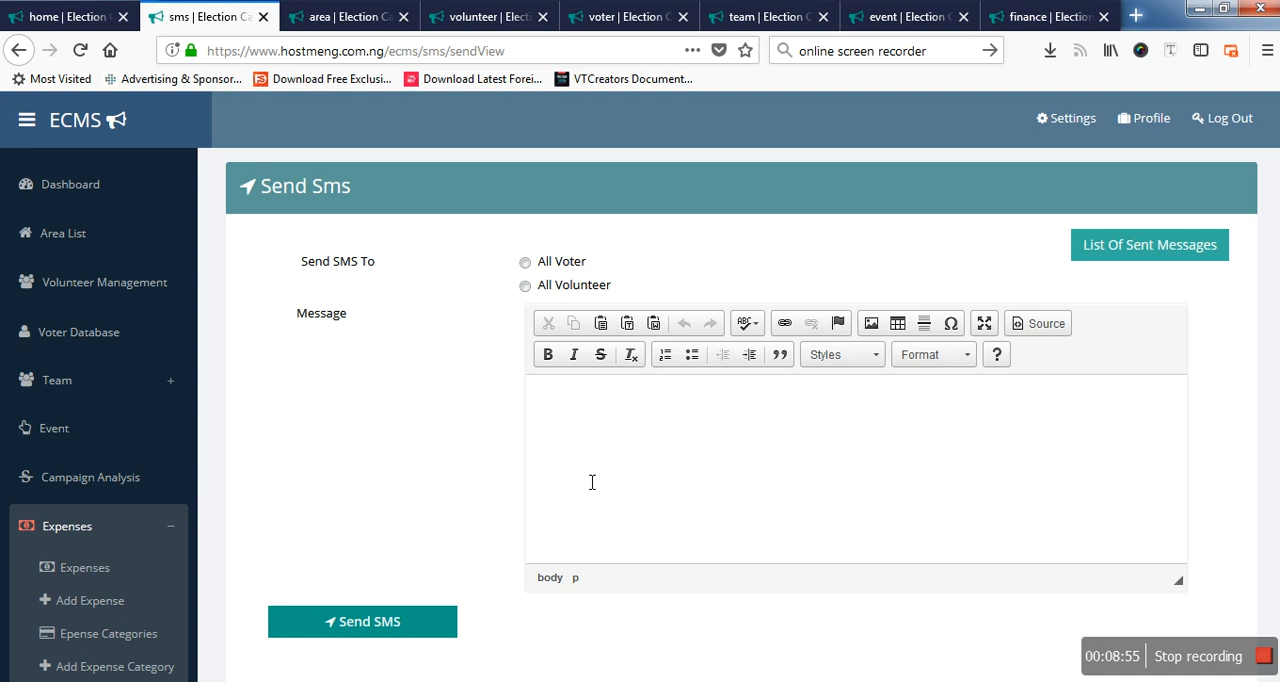 home | Election C
sms | Election Ca
area | Election Ca
volunteer | Electi
voter | Election C
team | Election C
event | Election C
finance | Election
https://www.hostmeng.com.ng/ecms/sms/sendView
online screen recorder
Most Visited
Advertising & Sponsor...
Download Free Exclusi...
Download Latest Forei...
VTCreators Document...
ECMS
Settings
Profile
Log Out
Dashboard
Area List
Volunteer Management
Voter Database
Team +
Event
Campaign Analysis
Expenses −
Expenses
Add Expense
Epense Categories
Add Expense Category
Send Sms
List Of Sent Messages
Send SMS To
All Voter
All Volunteer
Message
ABC
Ω
Source
B I S Ix
Styles
Format
?
body p
Send SMS
00:08:55 Stop recording